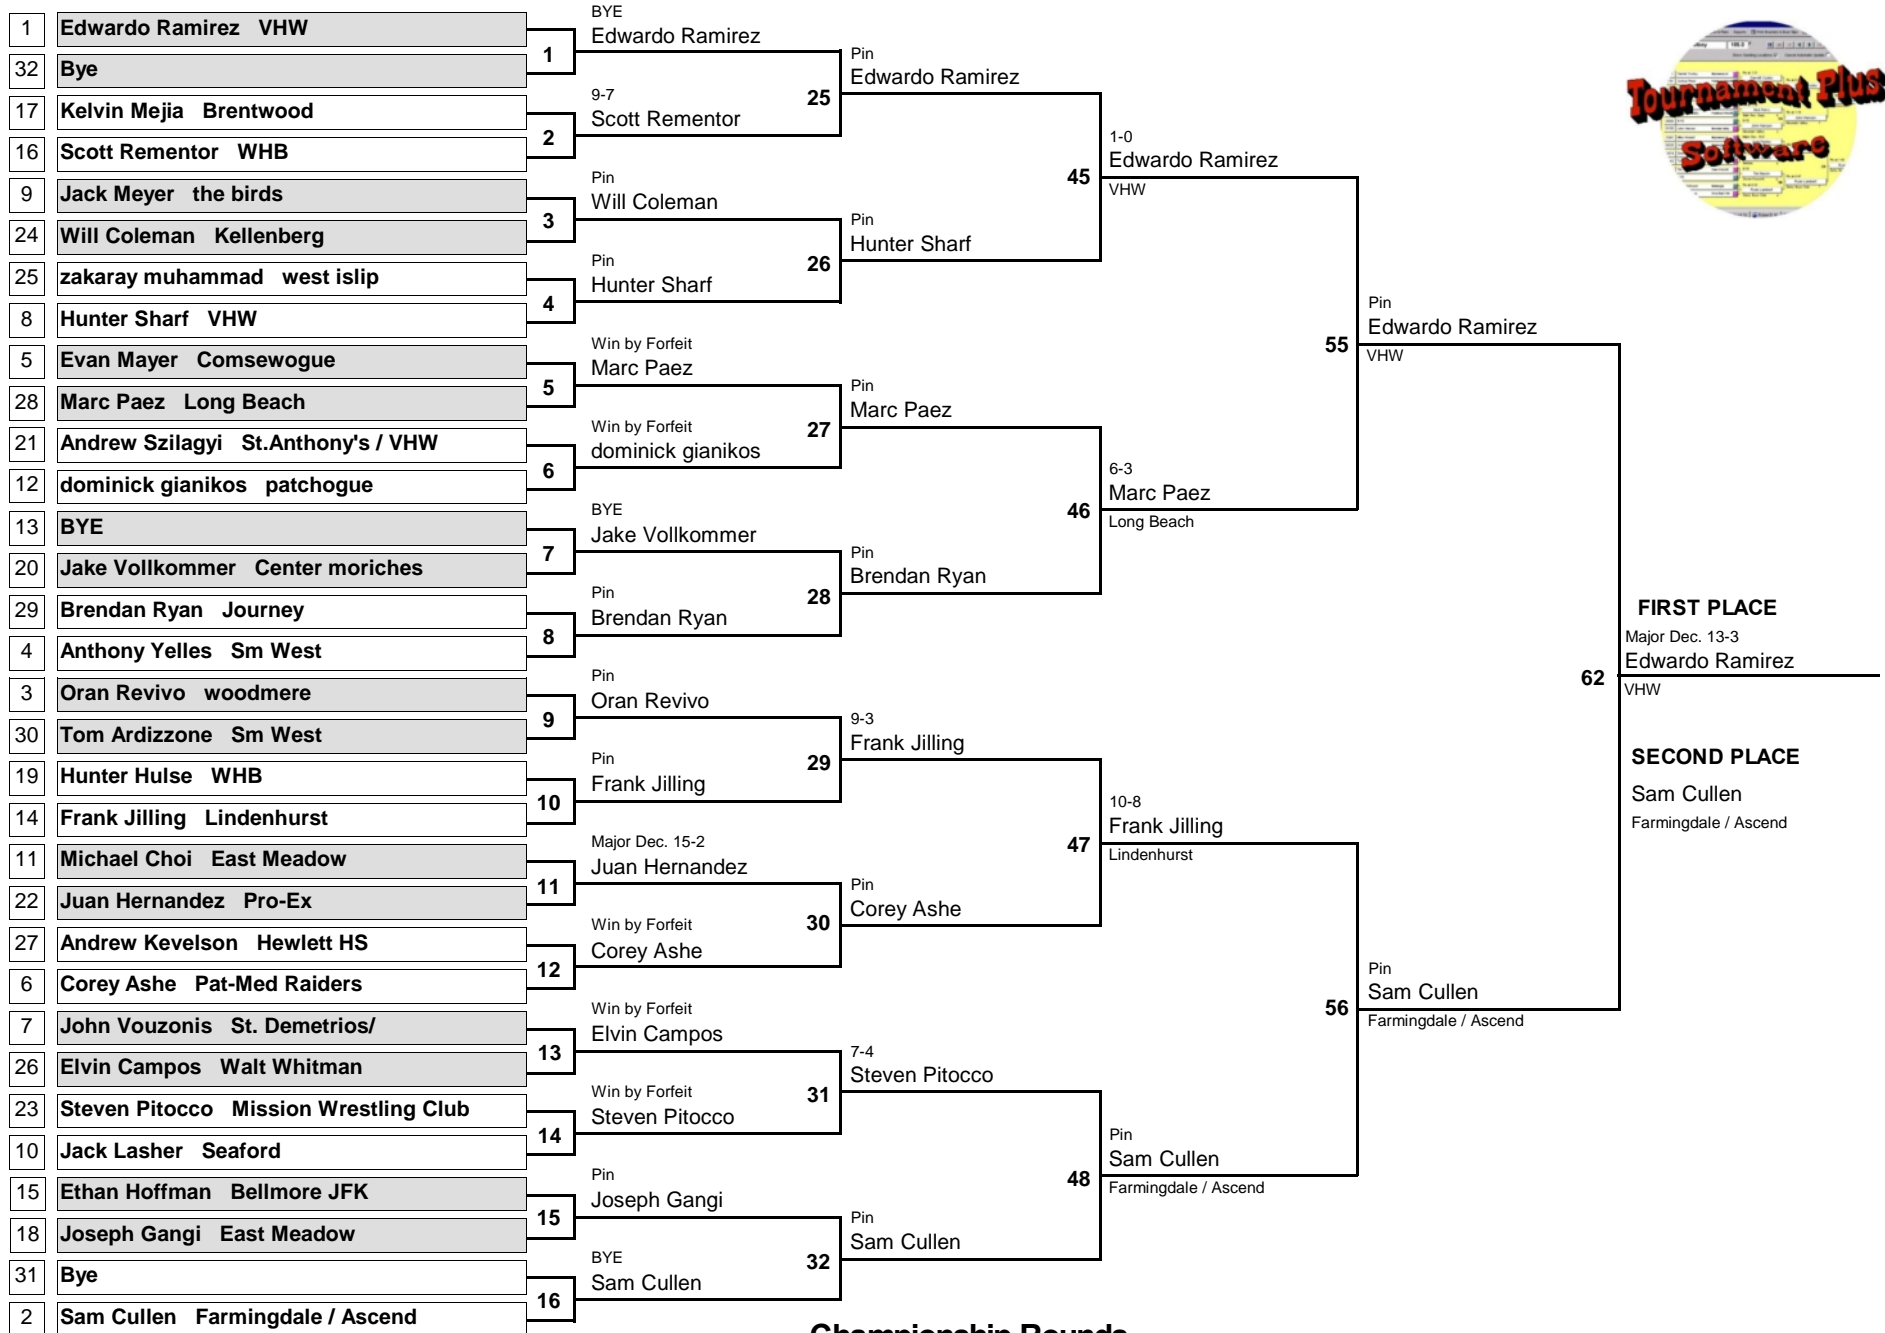 1 Edwardo Ramirez VHW
32 Bye
17 Kelvin Mejia Brentwood
16 Scott Rementor WHB
9 Jack Meyer the birds
24 Will Coleman Kellenberg
25 zakaray muhammad west islip
8 Hunter Sharf VHW
5 Evan Mayer Comsewogue
28 Marc Paez Long Beach
21 Andrew Szilagyi St.Anthony's / VHW
12 dominick gianikos patchogue
13 BYE
20 Jake Vollkommer Center moriches
29 Brendan Ryan Journey
4 Anthony Yelles Sm West
3 Oran Revivo woodmere
30 Tom Ardizzone Sm West
19 Hunter Hulse WHB
14 Frank Jilling Lindenhurst
11 Michael Choi East Meadow
22 Juan Hernandez Pro-Ex
27 Andrew Kevelson Hewlett HS
6 Corey Ashe Pat-Med Raiders
7 John Vouzonis St. Demetrios/
26 Elvin Campos Walt Whitman
23 Steven Pitocco Mission Wrestling Club
10 Jack Lasher Seaford
15 Ethan Hoffman Bellmore JFK
18 Joseph Gangi East Meadow
31 Bye
2 Sam Cullen Farmingdale / Ascend
1
2
3
4
5
6
7
8
9
10
11
12
13
14
15
16
BYE
Edwardo Ramirez
9-7
Scott Rementor
Pin
Will Coleman
Pin
Hunter Sharf
Win by Forfeit
Marc Paez
Win by Forfeit
dominick gianikos
BYE
Jake Vollkommer
Pin
Brendan Ryan
Pin
Oran Revivo
Pin
Frank Jilling
Major Dec. 15-2
Juan Hernandez
Win by Forfeit
Corey Ashe
Win by Forfeit
Elvin Campos
Win by Forfeit
Steven Pitocco
Pin
Joseph Gangi
BYE
Sam Cullen
25
26
27
28
29
30
31
32
Pin
Edwardo Ramirez
Pin
Hunter Sharf
Pin
Marc Paez
Pin
Brendan Ryan
9-3
Frank Jilling
Pin
Corey Ashe
7-4
Steven Pitocco
Pin
Sam Cullen
45
46
47
48
1-0
Edwardo Ramirez
VHW
6-3
Marc Paez
Long Beach
10-8
Frank Jilling
Lindenhurst
Pin
Sam Cullen
Farmingdale / Ascend
55
56
Pin
Edwardo Ramirez
VHW
Pin
Sam Cullen
Farmingdale / Ascend
62
FIRST PLACE
Major Dec. 13-3
Edwardo Ramirez
VHW
SECOND PLACE
Sam Cullen
Farmingdale / Ascend
Tournament Plus
Software
Championship Rounds